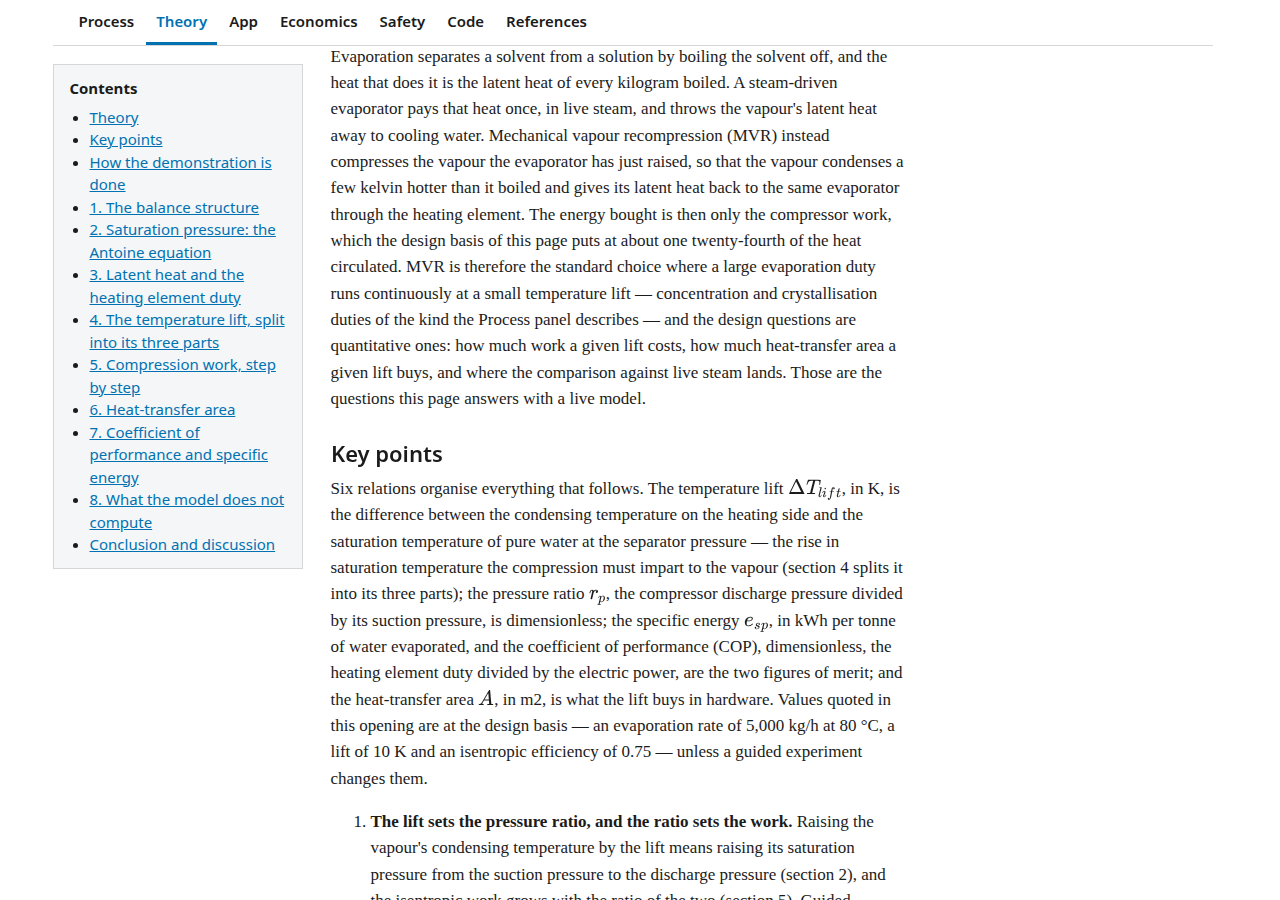 Process Theory App Economics Safety Code References
Contents
Theory
Key points
How the demonstration is
done
1. The balance structure
2. Saturation pressure: the
Antoine equation
3. Latent heat and the
heating element duty
4. The temperature lift, split
into its three parts
5. Compression work, step
by step
6. Heat-transfer area
7. Coefficient of
performance and specific
energy
8. What the model does not
compute
Conclusion and discussion
Evaporation separates a solvent from a solution by boiling the solvent off, and the
heat that does it is the latent heat of every kilogram boiled. A steam-driven
evaporator pays that heat once, in live steam, and throws the vapour's latent heat
away to cooling water. Mechanical vapour recompression (MVR) instead
compresses the vapour the evaporator has just raised, so that the vapour condenses a
few kelvin hotter than it boiled and gives its latent heat back to the same evaporator
through the heating element. The energy bought is then only the compressor work,
which the design basis of this page puts at about one twenty-fourth of the heat
circulated. MVR is therefore the standard choice where a large evaporation duty
runs continuously at a small temperature lift — concentration and crystallisation
duties of the kind the Process panel describes — and the design questions are
quantitative ones: how much work a given lift costs, how much heat-transfer area a
given lift buys, and where the comparison against live steam lands. Those are the
questions this page answers with a live model.
Key points
Six relations organise everything that follows. The temperature lift ΔT_lift, in K, is
the difference between the condensing temperature on the heating side and the
saturation temperature of pure water at the separator pressure — the rise in
saturation temperature the compression must impart to the vapour (section 4 splits it
into its three parts); the pressure ratio r_p, the compressor discharge pressure divided
by its suction pressure, is dimensionless; the specific energy e_sp, in kWh per tonne
of water evaporated, and the coefficient of performance (COP), dimensionless, the
heating element duty divided by the electric power, are the two figures of merit; and
the heat-transfer area A, in m2, is what the lift buys in hardware. Values quoted in
this opening are at the design basis — an evaporation rate of 5,000 kg/h at 80 °C, a
lift of 10 K and an isentropic efficiency of 0.75 — unless a guided experiment
changes them.
1. The lift sets the pressure ratio, and the ratio sets the work. Raising the
vapour's condensing temperature by the lift means raising its saturation
pressure from the suction pressure to the discharge pressure (section 2), and
the isentropic work grows with the ratio of the two (section 5). Guided